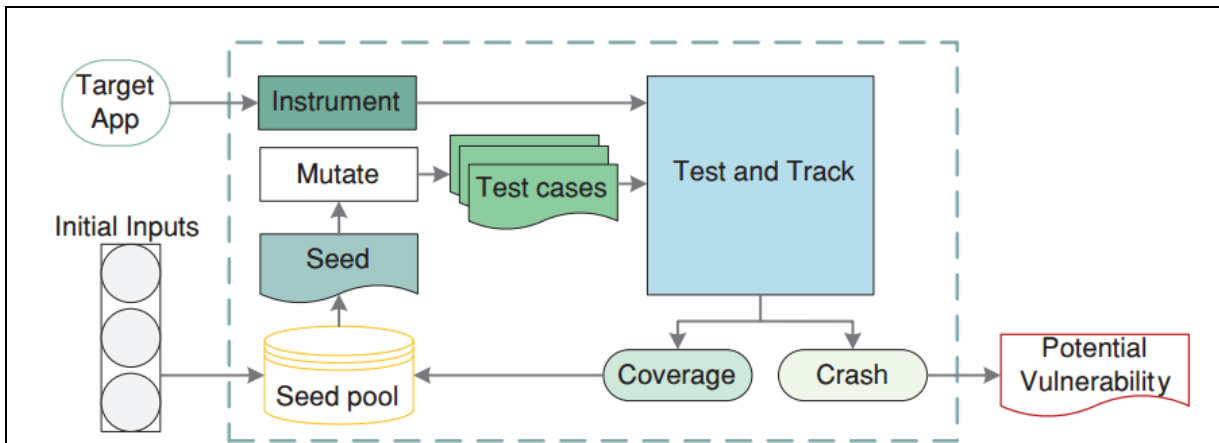 Target
App
Instrument
Mutate
Test cases
Test and Track
Initial Inputs
Seed
Seed pool
Coverage
Crash
Potential
Vulnerability